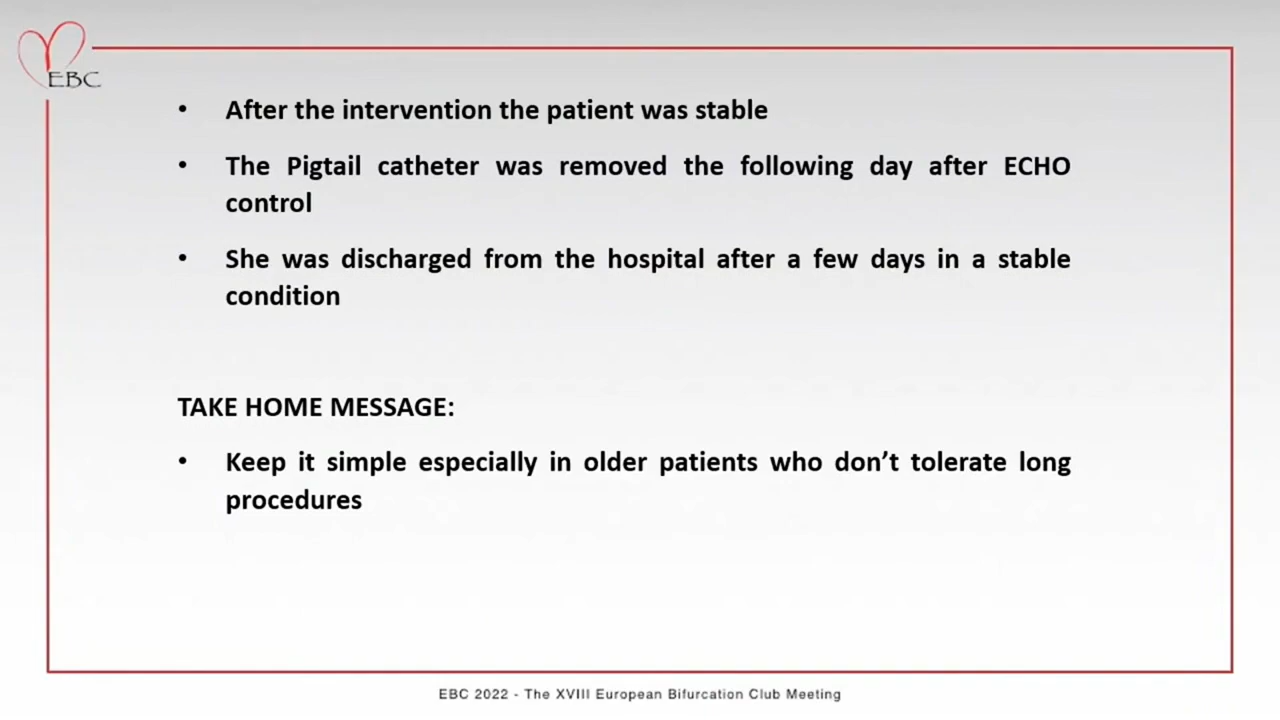 EBC
• After the intervention the patient was stable
• The Pigtail catheter was removed the following day after ECHO
control
• She was discharged from the hospital after a few days in a stable
condition
TAKE HOME MESSAGE:
• Keep it simple especially in older patients who don’t tolerate long
procedures
EBC 2022 - The XVIII European Bifurcation Club Meeting